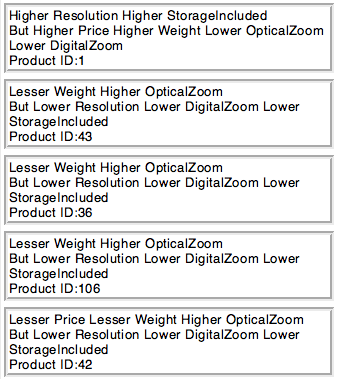 Higher Resolution Higher StorageIncluded
But Higher Price Higher Weight Lower OpticalZoom
Lower DigitalZoom
Product ID:1
Lesser Weight Higher OpticalZoom
But Lower Resolution Lower DigitalZoom Lower
StorageIncluded
Product ID:43
Lesser Weight Higher OpticalZoom
But Lower Resolution Lower DigitalZoom Lower
StorageIncluded
Product ID:36
Lesser Weight Higher OpticalZoom
But Lower Resolution Lower DigitalZoom Lower
StorageIncluded
Product ID:106
Lesser Price Lesser Weight Higher OpticalZoom
But Lower Resolution Lower DigitalZoom Lower
StorageIncluded
Product ID:42